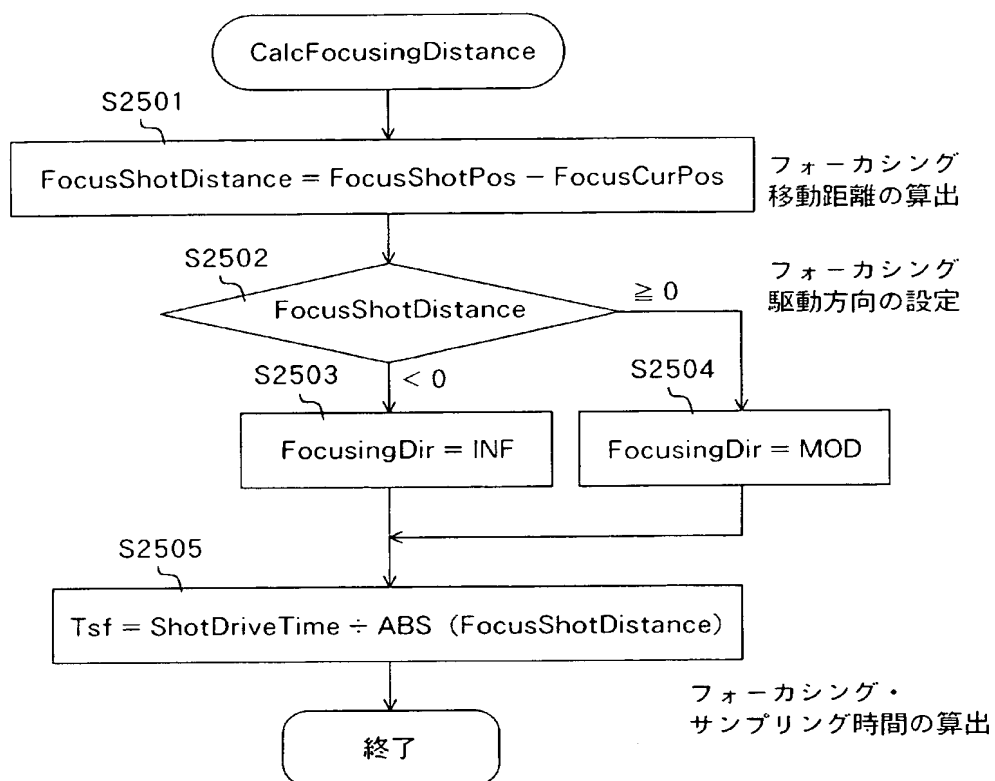 CalcFocusingDistance
S2501
FocusShotDistance = FocusShotPos − FocusCurPos
フォーカシング
移動距離の算出
S2502
FocusShotDistance
≧ 0
フォーカシング
駆動方向の設定
< 0
S2503
FocusingDir = INF
S2504
FocusingDir = MOD
S2505
Tsf = ShotDriveTime ÷ ABS (FocusShotDistance)
フォーカシング・
サンプリング時間の算出
終了